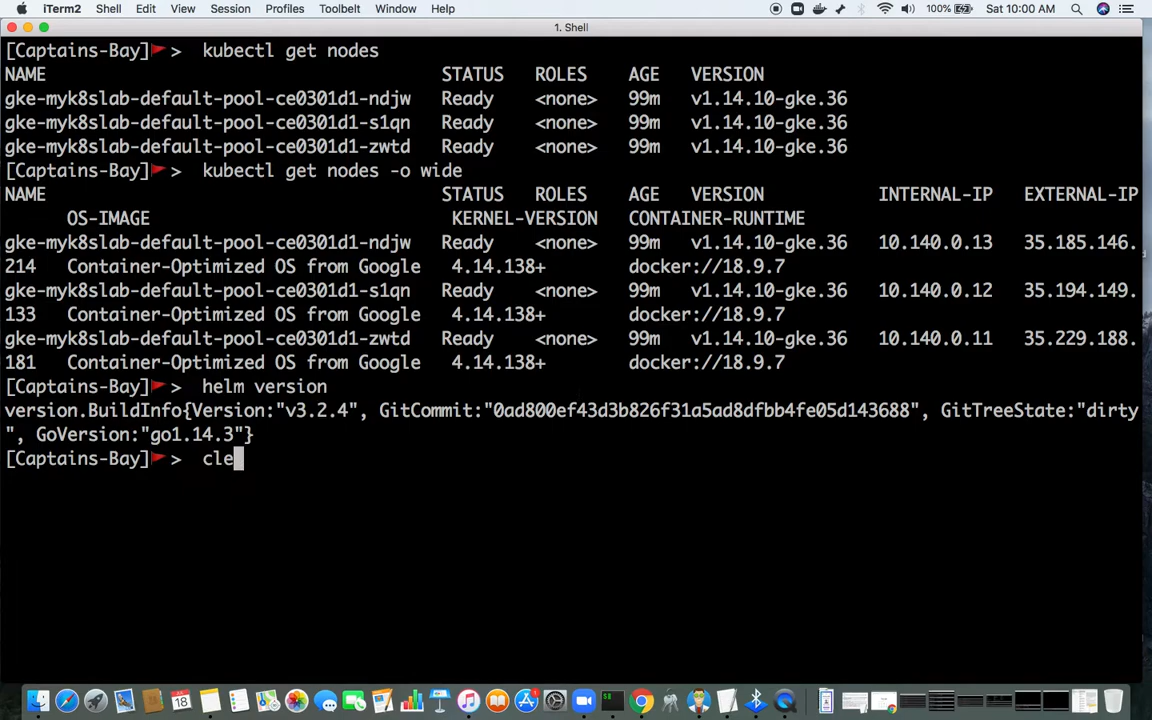 iTerm2 Shell Edit View Session Profiles Toolbelt Window Help 100% Sat 10:00 AM
1. Shell
[Captains-Bay] > kubectl get nodes
NAME STATUS ROLES AGE VERSION
gke-myk8slab-default-pool-ce0301d1-ndjw Ready <none> 99m v1.14.10-gke.36
gke-myk8slab-default-pool-ce0301d1-s1qn Ready <none> 99m v1.14.10-gke.36
gke-myk8slab-default-pool-ce0301d1-zwtd Ready <none> 99m v1.14.10-gke.36
[Captains-Bay] > kubectl get nodes -o wide
NAME STATUS ROLES AGE VERSION INTERNAL-IP EXTERNAL-IP
OS-IMAGE KERNEL-VERSION CONTAINER-RUNTIME
gke-myk8slab-default-pool-ce0301d1-ndjw Ready <none> 99m v1.14.10-gke.36 10.140.0.13 35.185.146.
214 Container-Optimized OS from Google 4.14.138+ docker://18.9.7
gke-myk8slab-default-pool-ce0301d1-s1qn Ready <none> 99m v1.14.10-gke.36 10.140.0.12 35.194.149.
133 Container-Optimized OS from Google 4.14.138+ docker://18.9.7
gke-myk8slab-default-pool-ce0301d1-zwtd Ready <none> 99m v1.14.10-gke.36 10.140.0.11 35.229.188.
181 Container-Optimized OS from Google 4.14.138+ docker://18.9.7
[Captains-Bay] > helm version
version.BuildInfo{Version:"v3.2.4", GitCommit:"0ad800ef43d3b826f31a5ad8dfbb4fe05d143688", GitTreeState:"dirty
", GoVersion:"go1.14.3"}
[Captains-Bay] > cle
18